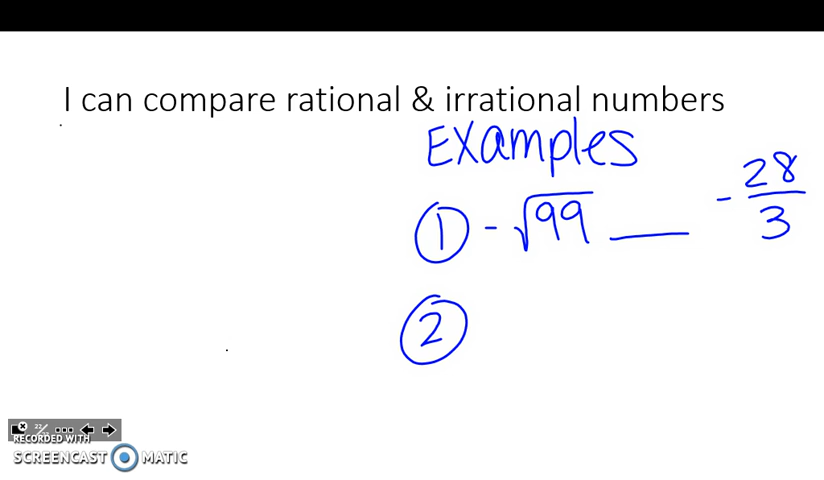 I can compare rational & irrational numbers
Examples
① -√99 ___ -28/3
②
RECORDED WITH
SCREENCAST MATIC